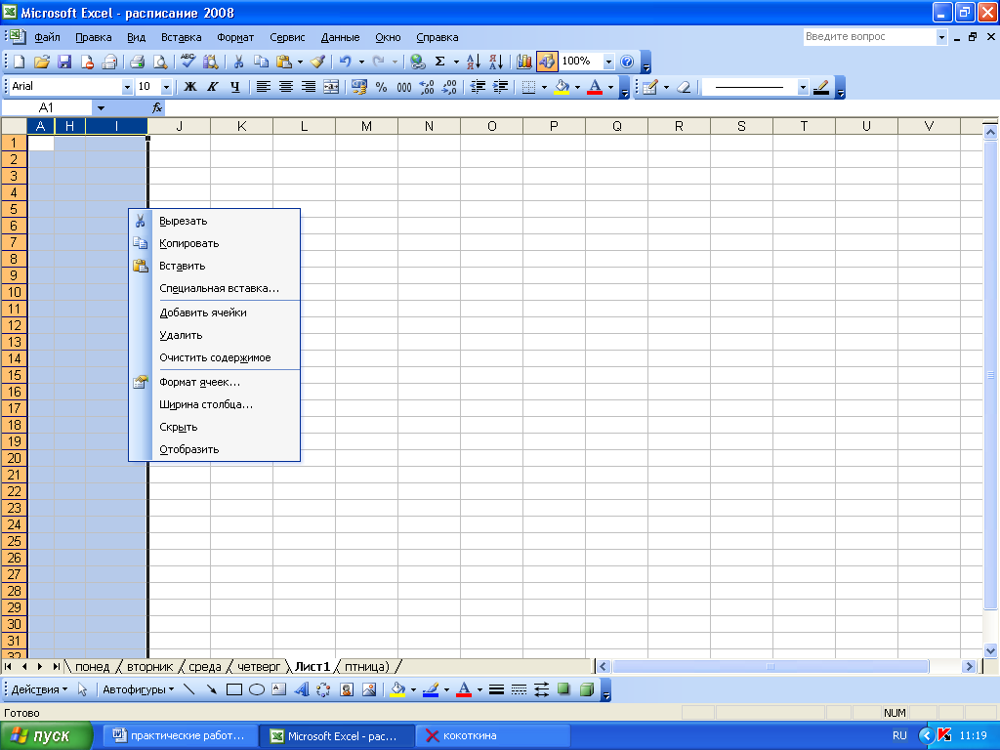 Microsoft Excel - расписание 2008
Файл Правка Вид Вставка Формат Сервис Данные Окно Справка Введите вопрос
100%
Arial 10 Ж К Ч % 000
A1 fx
A H I J K L M N O P Q R S T U V
1
2
3
4
5
6
7
8
9
10
11
12
13
14
15
16
17
18
19
20
21
22
23
24
25
26
27
28
29
30
31
32
Вырезать
Копировать
Вставить
Специальная вставка...
Добавить ячейки
Удалить
Очистить содержимое
Формат ячеек...
Ширина столбца...
Скрыть
Отобразить
понед вторник среда четверг Лист1 птница)
Действия Автофигуры
Готово NUM
пуск практические работ... Microsoft Excel - рас... кокоткина RU 11:19